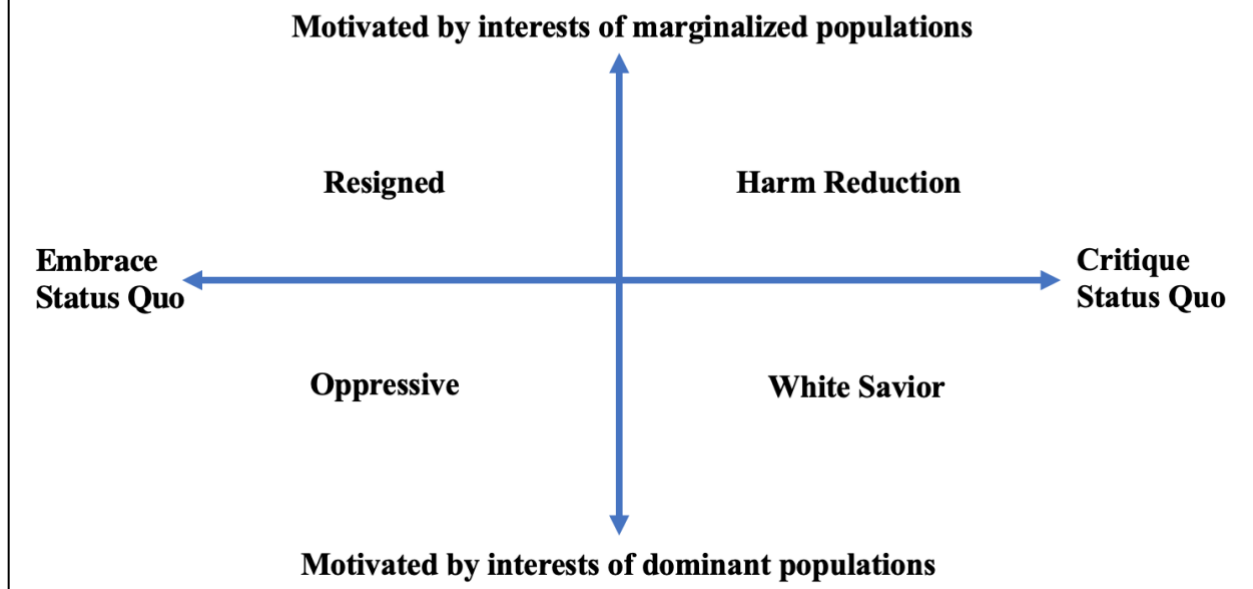 Motivated by interests of marginalized populations
Resigned
Harm Reduction
Embrace
Status Quo
Critique
Status Quo
Oppressive
White Savior
Motivated by interests of dominant populations